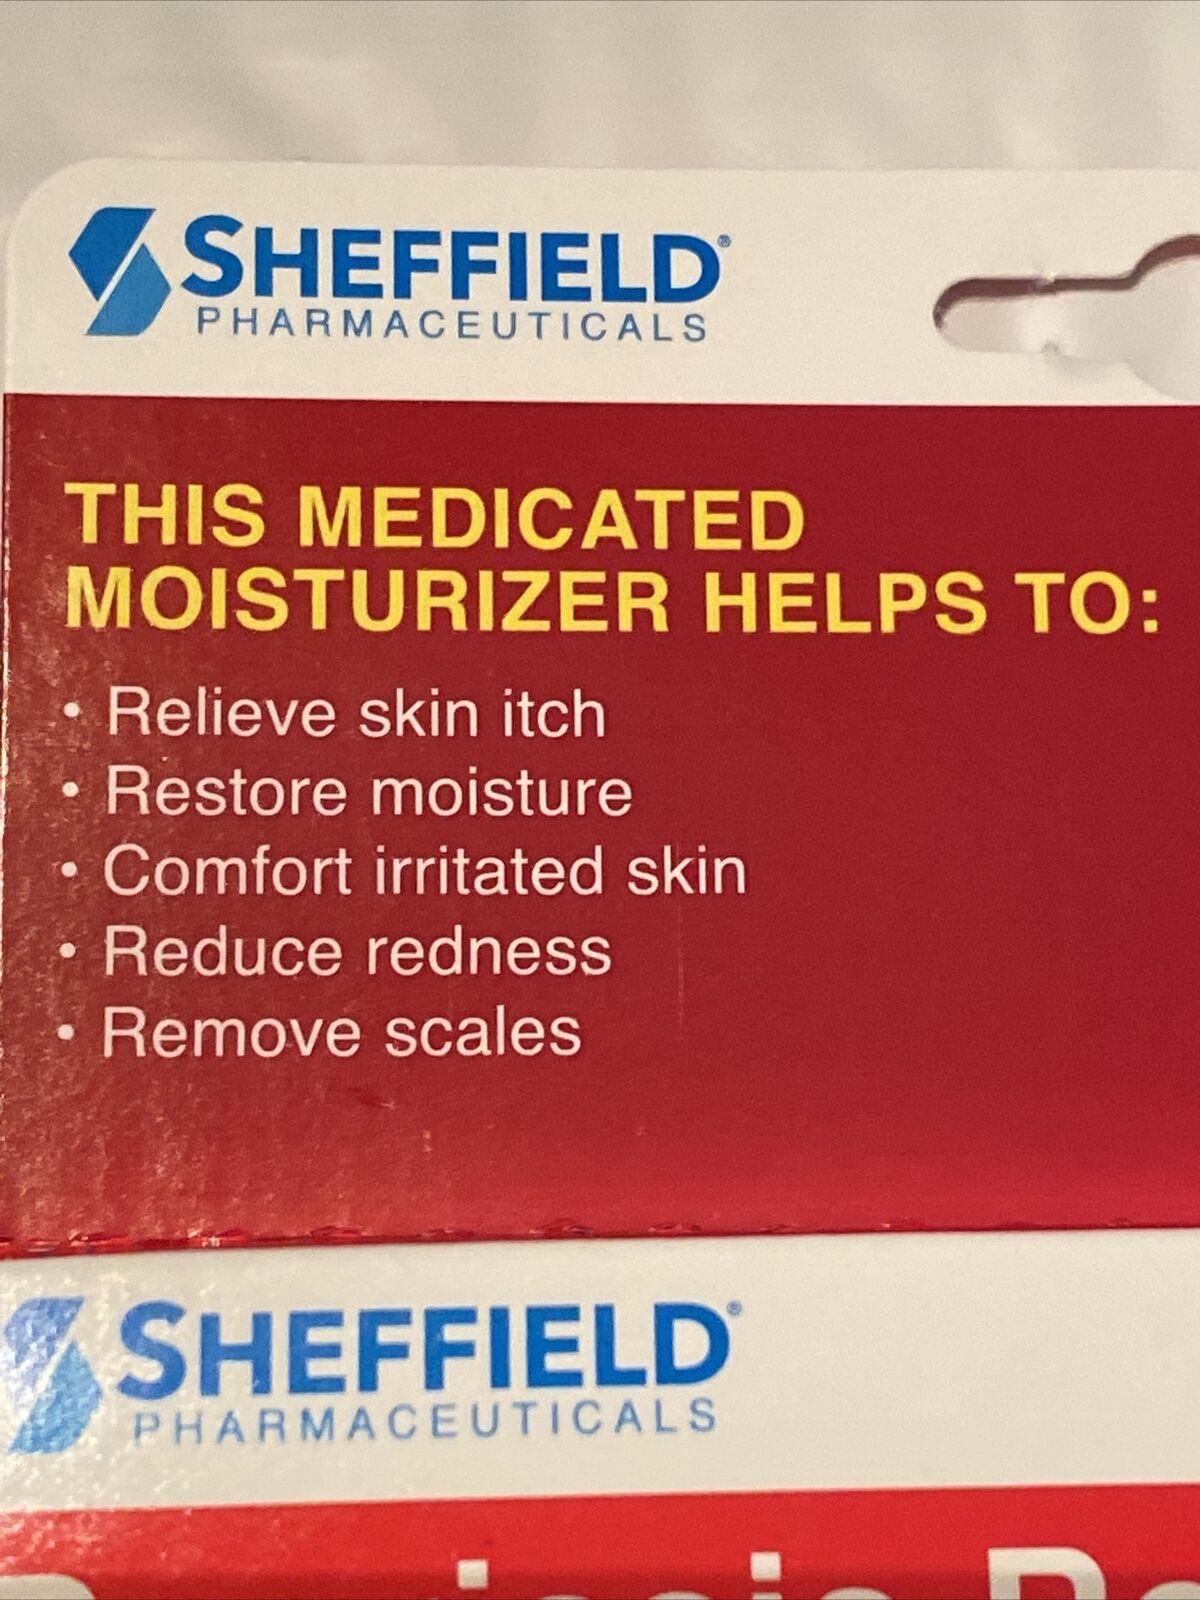 SHEFFIELD®
PHARMACEUTICALS
THIS MEDICATED
MOISTURIZER HELPS TO:
• Relieve skin itch
• Restore moisture
• Comfort irritated skin
• Reduce redness
• Remove scales
SHEFFIELD®
PHARMACEUTICALS